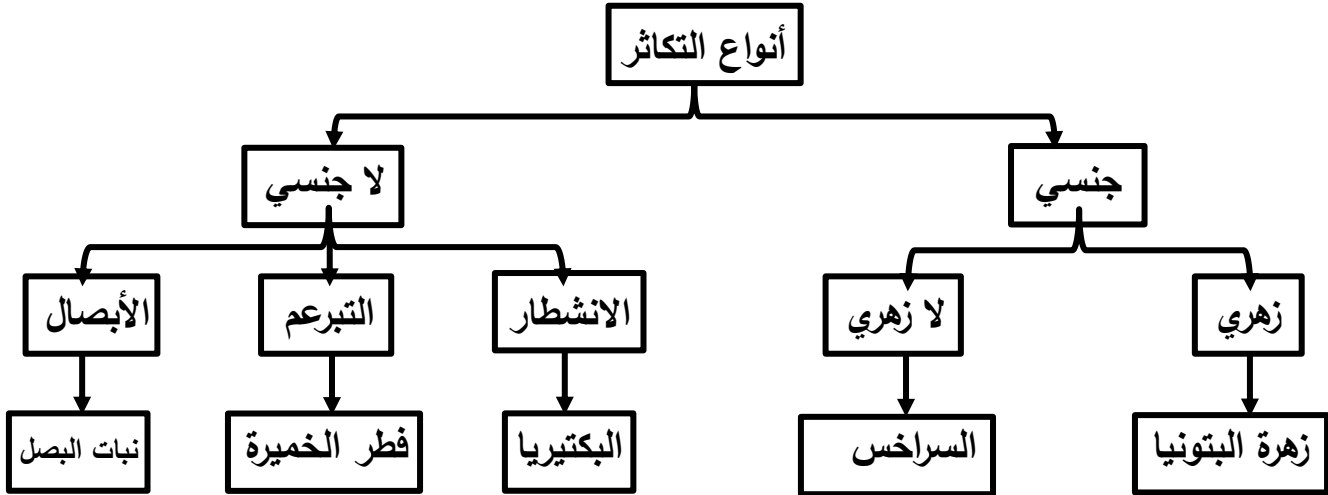 أنواع التكاثر
جنسي
لا جنسي
زهري
لا زهري
الانشطار
التبرعم
الأبصال
زهرة البتونيا
السراخس
البكتيريا
فطر الخميرة
نبات البصل